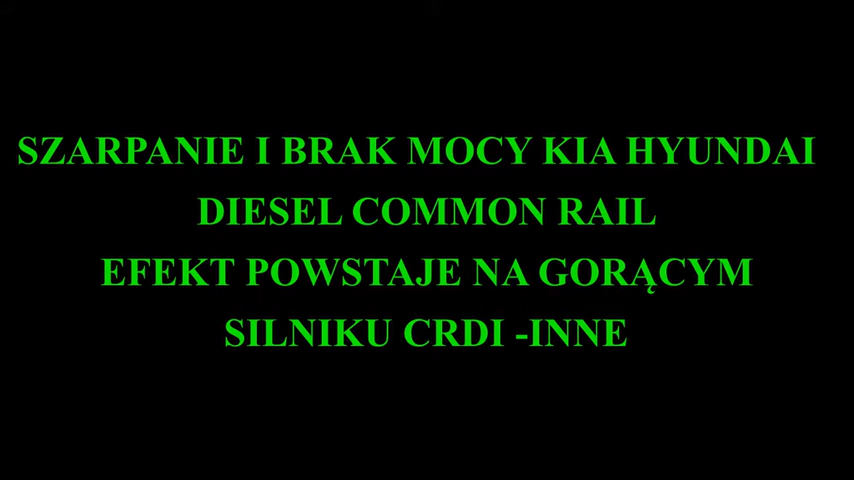 SZARPANIE I BRAK MOCY KIA HYUNDAI
DIESEL COMMON RAIL
EFEKT POWSTAJE NA GORĄCYM
SILNIKU CRDI -INNE